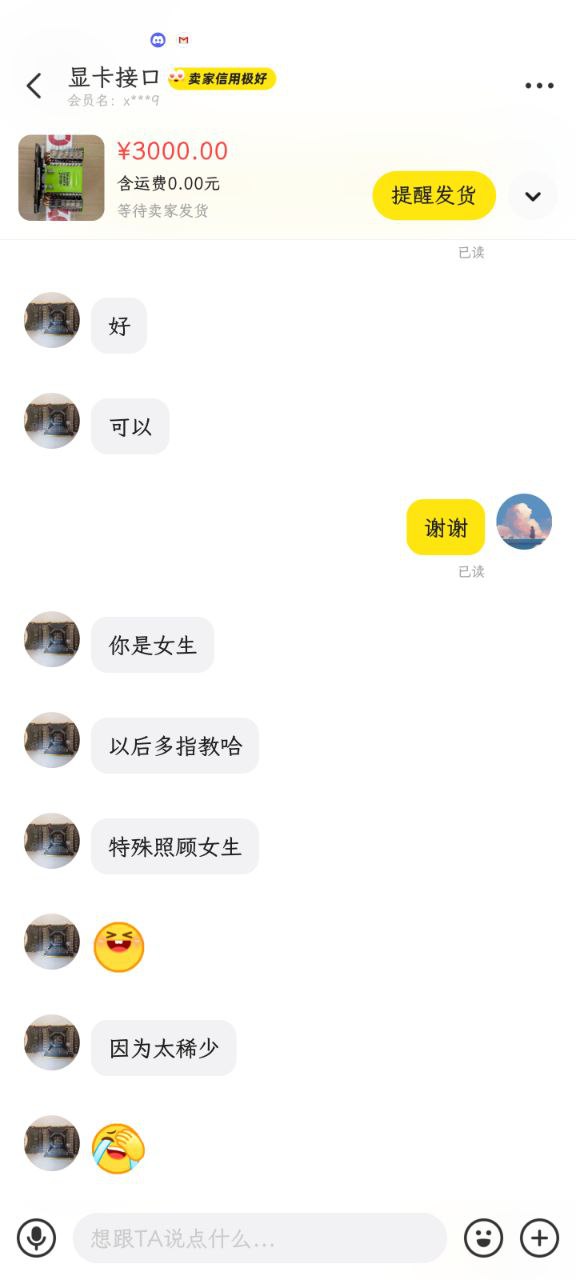 显卡接口
卖家信用极好
会员名：x***9
¥3000.00
含运费0.00元
等待卖家发货
提醒发货
已读
好
可以
谢谢
已读
你是女生
以后多指教哈
特殊照顾女生
因为太稀少
想跟TA说点什么...